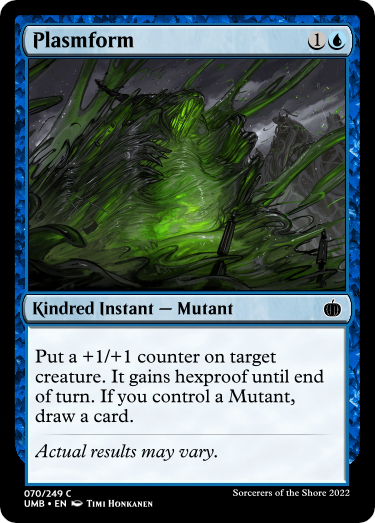 Plasmform 1
Kindred Instant — Mutant
Put a +1/+1 counter on target
creature. It gains hexproof until end
of turn. If you control a Mutant,
draw a card.
Actual results may vary.
070/249 C
Sorcerers of the Shore 2022
UMB • EN Timi Honkanen